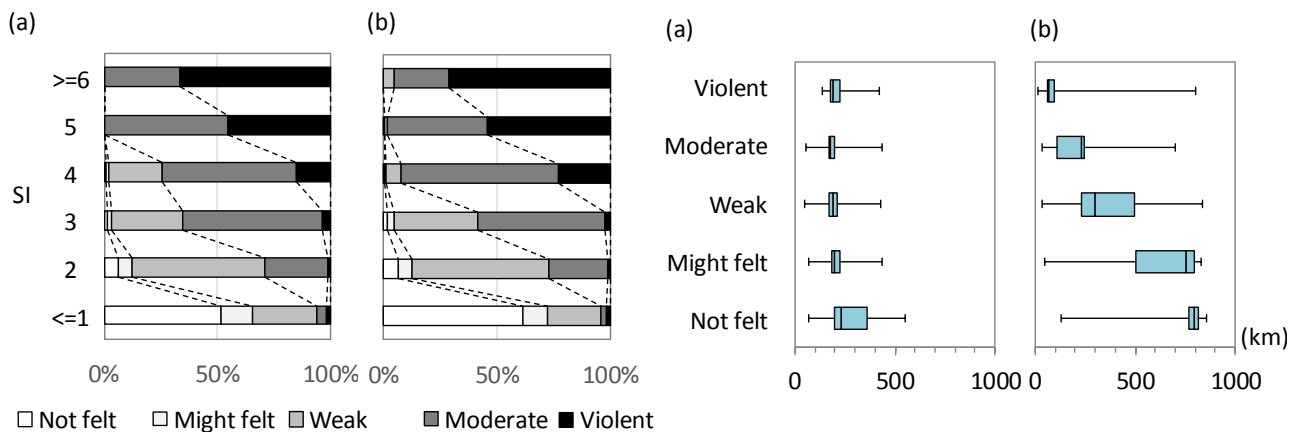 (a)
(b)
SI
>=6
5
4
3
2
<=1
0%
50%
100%
0%
50%
100%
Not felt
Might felt
Weak
Moderate
Violent
(a)
(b)
Violent
Moderate
Weak
Might felt
Not felt
(km)
0
500
1000
0
500
1000